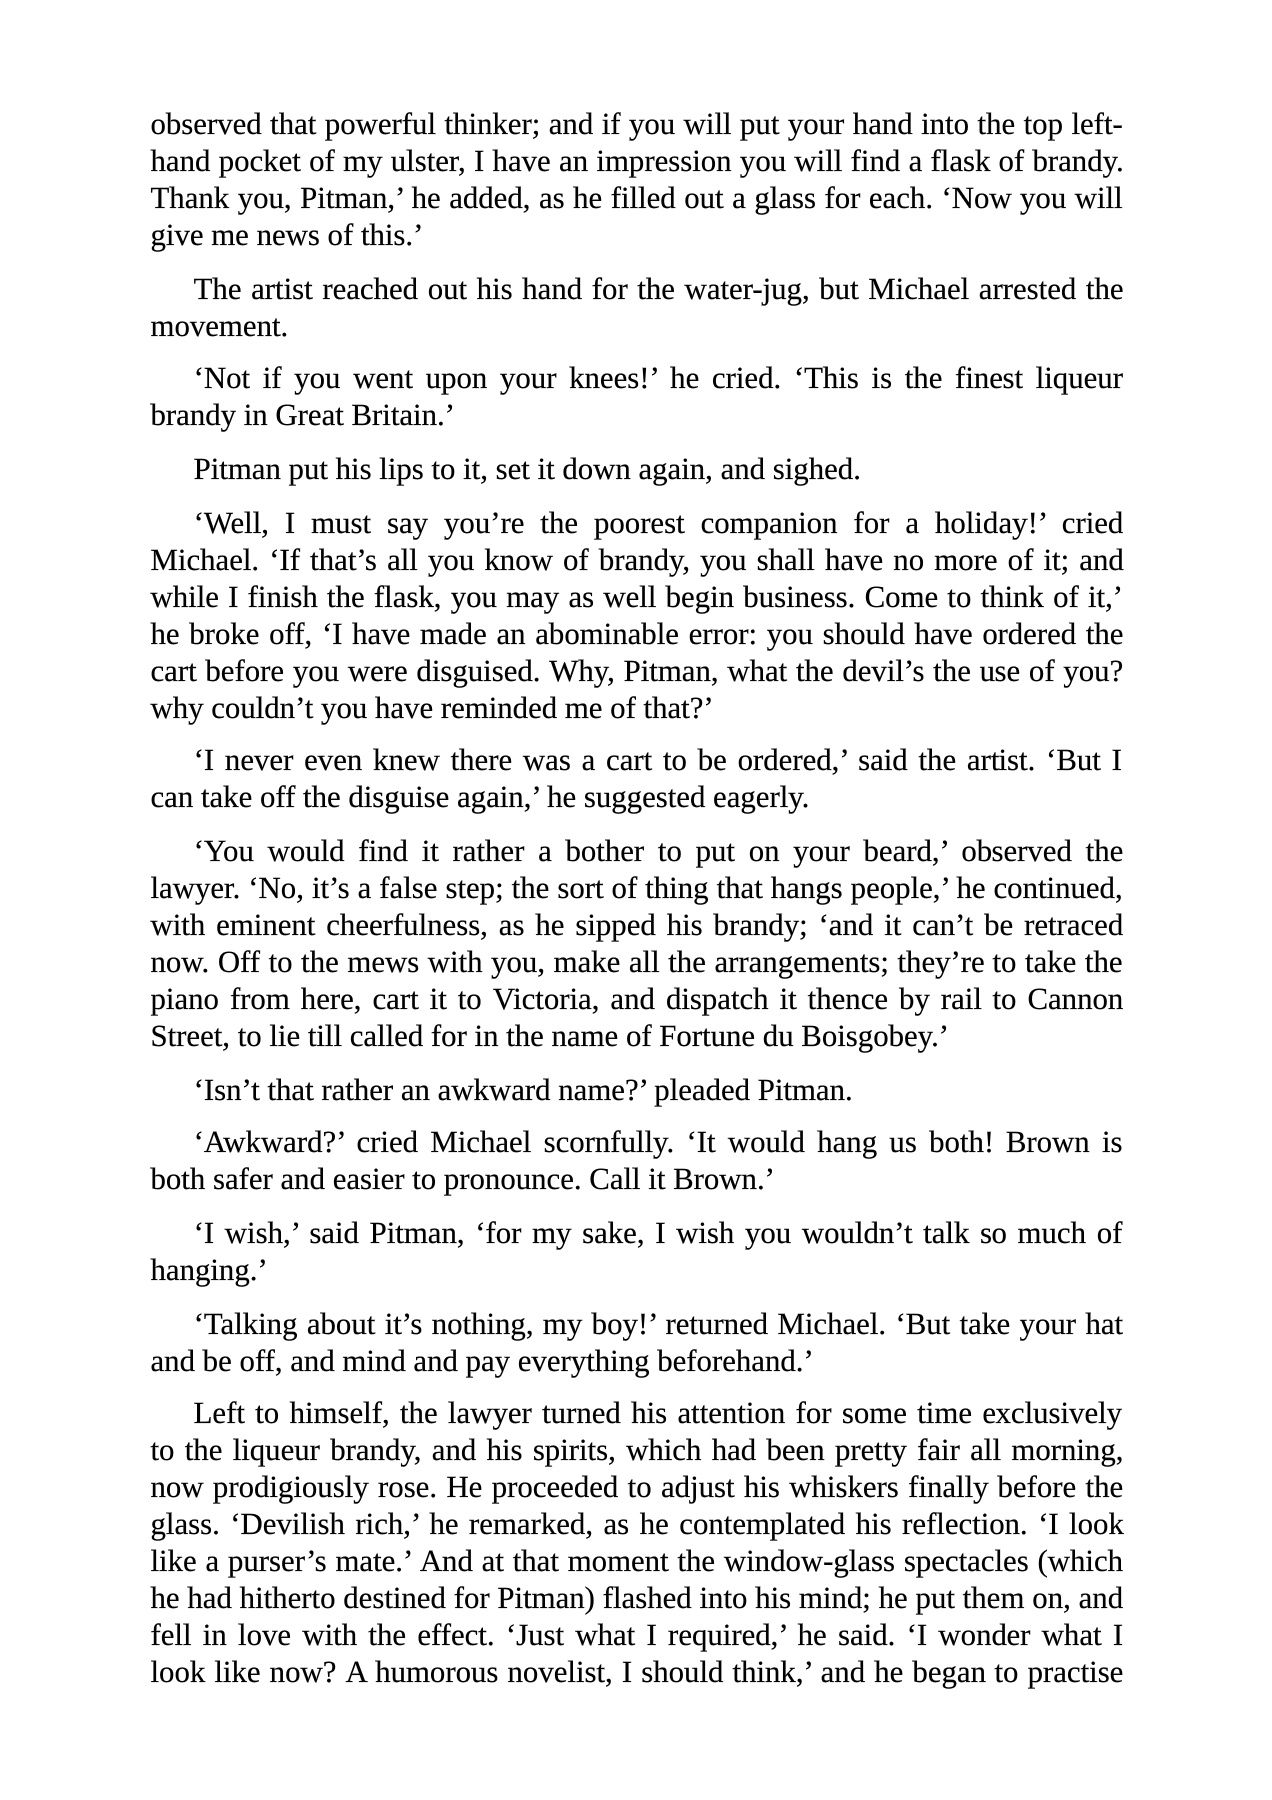 observed that powerful thinker; and if you will put your hand into the top left-
hand pocket of my ulster, I have an impression you will find a flask of brandy.
Thank you, Pitman,’ he added, as he filled out a glass for each. ‘Now you will
give me news of this.’
The artist reached out his hand for the water-jug, but Michael arrested the
movement.
‘Not if you went upon your knees!’ he cried. ‘This is the finest liqueur
brandy in Great Britain.’
Pitman put his lips to it, set it down again, and sighed.
‘Well, I must say you’re the poorest companion for a holiday!’ cried
Michael. ‘If that’s all you know of brandy, you shall have no more of it; and
while I finish the flask, you may as well begin business. Come to think of it,’
he broke off, ‘I have made an abominable error: you should have ordered the
cart before you were disguised. Why, Pitman, what the devil’s the use of you?
why couldn’t you have reminded me of that?’
‘I never even knew there was a cart to be ordered,’ said the artist. ‘But I
can take off the disguise again,’ he suggested eagerly.
‘You would find it rather a bother to put on your beard,’ observed the
lawyer. ‘No, it’s a false step; the sort of thing that hangs people,’ he continued,
with eminent cheerfulness, as he sipped his brandy; ‘and it can’t be retraced
now. Off to the mews with you, make all the arrangements; they’re to take the
piano from here, cart it to Victoria, and dispatch it thence by rail to Cannon
Street, to lie till called for in the name of Fortune du Boisgobey.’
‘Isn’t that rather an awkward name?’ pleaded Pitman.
‘Awkward?’ cried Michael scornfully. ‘It would hang us both! Brown is
both safer and easier to pronounce. Call it Brown.’
‘I wish,’ said Pitman, ‘for my sake, I wish you wouldn’t talk so much of
hanging.’
‘Talking about it’s nothing, my boy!’ returned Michael. ‘But take your hat
and be off, and mind and pay everything beforehand.’
Left to himself, the lawyer turned his attention for some time exclusively
to the liqueur brandy, and his spirits, which had been pretty fair all morning,
now prodigiously rose. He proceeded to adjust his whiskers finally before the
glass. ‘Devilish rich,’ he remarked, as he contemplated his reflection. ‘I look
like a purser’s mate.’ And at that moment the window-glass spectacles (which
he had hitherto destined for Pitman) flashed into his mind; he put them on, and
fell in love with the effect. ‘Just what I required,’ he said. ‘I wonder what I
look like now? A humorous novelist, I should think,’ and he began to practise